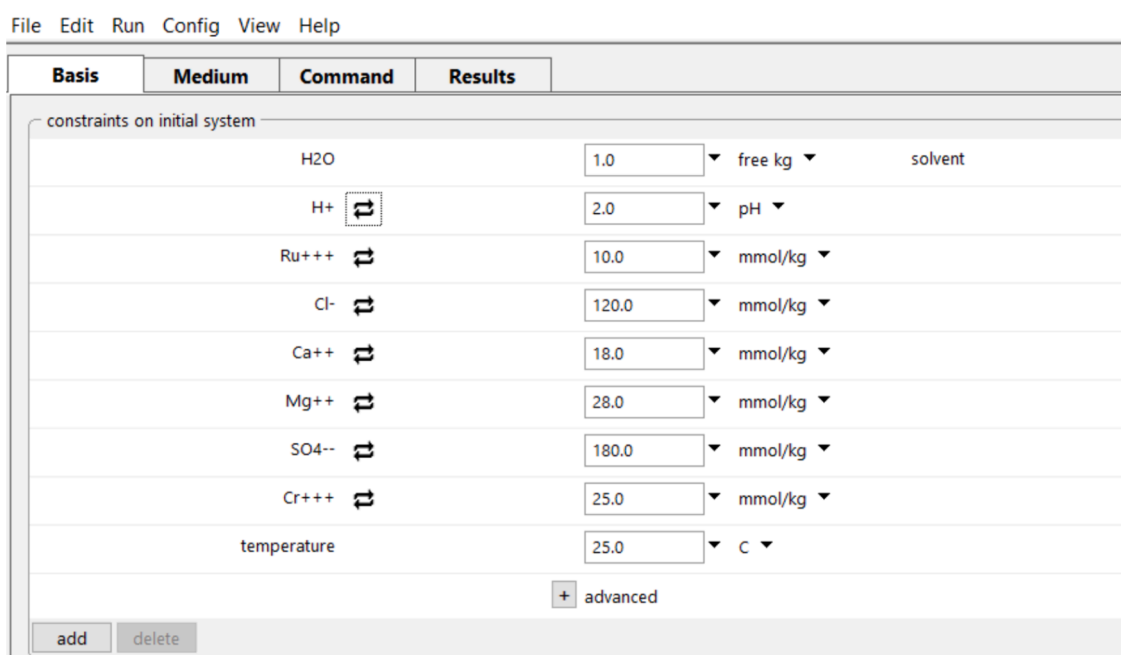 File Edit Run Config View Help
Basis Medium Command Results
constraints on initial system
H2O 1.0 free kg solvent
H+ 2.0 pH
Ru+++ 10.0 mmol/kg
Cl- 120.0 mmol/kg
Ca++ 18.0 mmol/kg
Mg++ 28.0 mmol/kg
SO4-- 180.0 mmol/kg
Cr+++ 25.0 mmol/kg
temperature 25.0 C
+ advanced
add delete